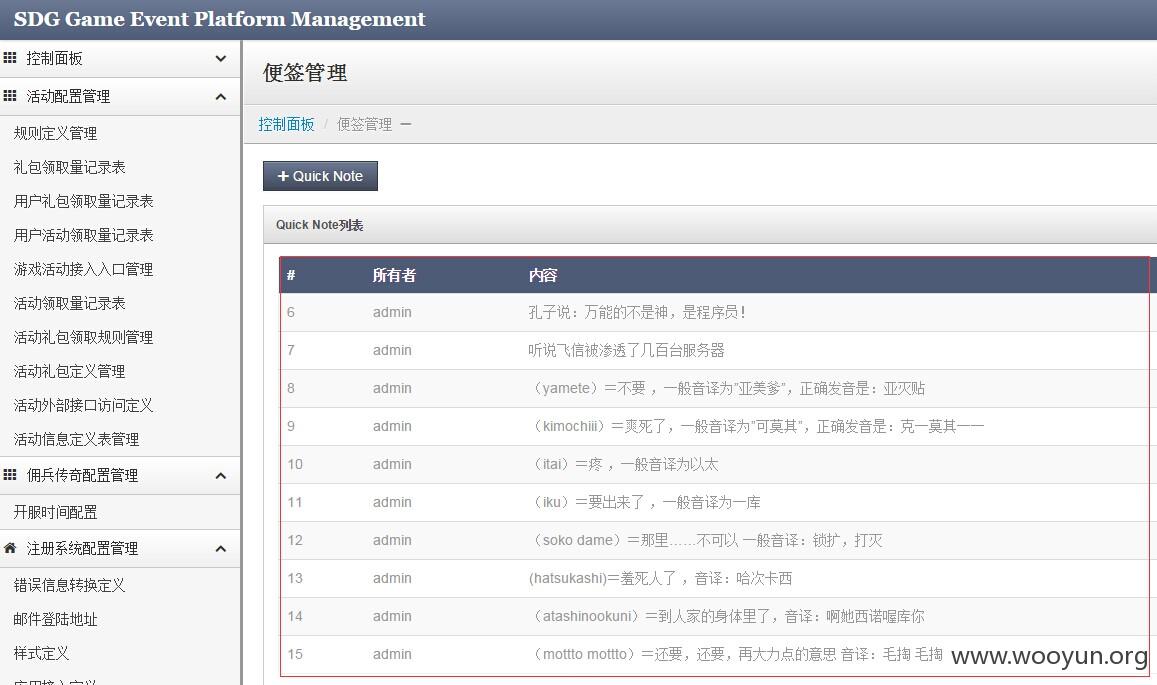 SDG Game Event Platform Management
控制面板
活动配置管理
规则定义管理
礼包领取量记录表
用户礼包领取量记录表
用户活动领取量记录表
游戏活动接入入口管理
活动领取量记录表
活动礼包领取规则管理
活动礼包定义管理
活动外部接口访问定义
活动信息定义表管理
佣兵传奇配置管理
开服时间配置
注册系统配置管理
错误信息转换定义
邮件登陆地址
样式定义
便签管理
控制面板 / 便签管理
+ Quick Note
Quick Note列表
# 所有者 内容
6 admin 孔子说：万能的不是神，是程序员！
7 admin 听说飞信被渗透了几百台服务器
8 admin （yamete）＝不要 ，一般音译为”亚美爹”，正确发音是：亚灭贴
9 admin （kimochiii）＝爽死了，一般音译为”可莫其”，正确发音是：克一莫其一一
10 admin （itai）＝疼 ，一般音译为以太
11 admin （iku）＝要出来了 ，一般音译为一库
12 admin （soko dame）＝那里……不可以 一般音译：锁扩，打灭
13 admin (hatsukashi)＝羞死人了 ，音译：哈次卡西
14 admin （atashinookuni）＝到人家的身体里了，音译：啊她西诺喔库你
15 admin （mottto mottto）＝还要，还要，再大力点的意思 音译：毛掏 毛掏
www.wooyun.org